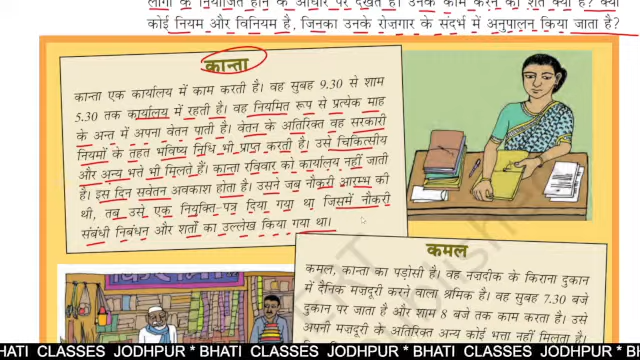 लोगों के नियोजित होने के आधार पर देखते हैं। उनके काम करने की शर्तें क्या हैं? क्या
कोई नियम और विनियम है, जिनका उनके रोज़गार के संदर्भ में अनुपालन किया जाता है?
कान्ता
कान्ता एक कार्यालय में काम करती है। वह सुबह 9.30 से शाम
5.30 तक कार्यालय में रहती है। वह नियमित रूप से प्रत्येक माह
के अन्त में अपना वेतन पाती है। वेतन के अतिरिक्त वह सरकारी
नियमों के तहत भविष्य निधि भी प्राप्त करती है। उसे चिकित्सीय
और अन्य भत्ते भी मिलते हैं। कान्ता रविवार को कार्यालय नहीं जाती
है। इस दिन सवेतन अवकाश होता है। उसने जब नौकरी आरम्भ की
थी, तब उसे एक नियुक्ति-पत्र दिया गया था जिसमें नौकरी
संबंधी निबंधन और शर्तों का उल्लेख किया गया था।
कमल
कमल, कान्ता का पड़ोसी है। वह नज़दीक के किराना दुकान
में दैनिक मज़दूरी करने वाला श्रमिक है। वह सुबह 7.30 बजे
दुकान पर जाता है और शाम 8 बजे तक काम करता है। उसे
अपनी मज़दूरी के अतिरिक्त अन्य कोई भत्ता नहीं मिलता है।
BHATI CLASSES JODHPUR * BHATI CLASSES JODHPUR * BHATI CLASSES JODH